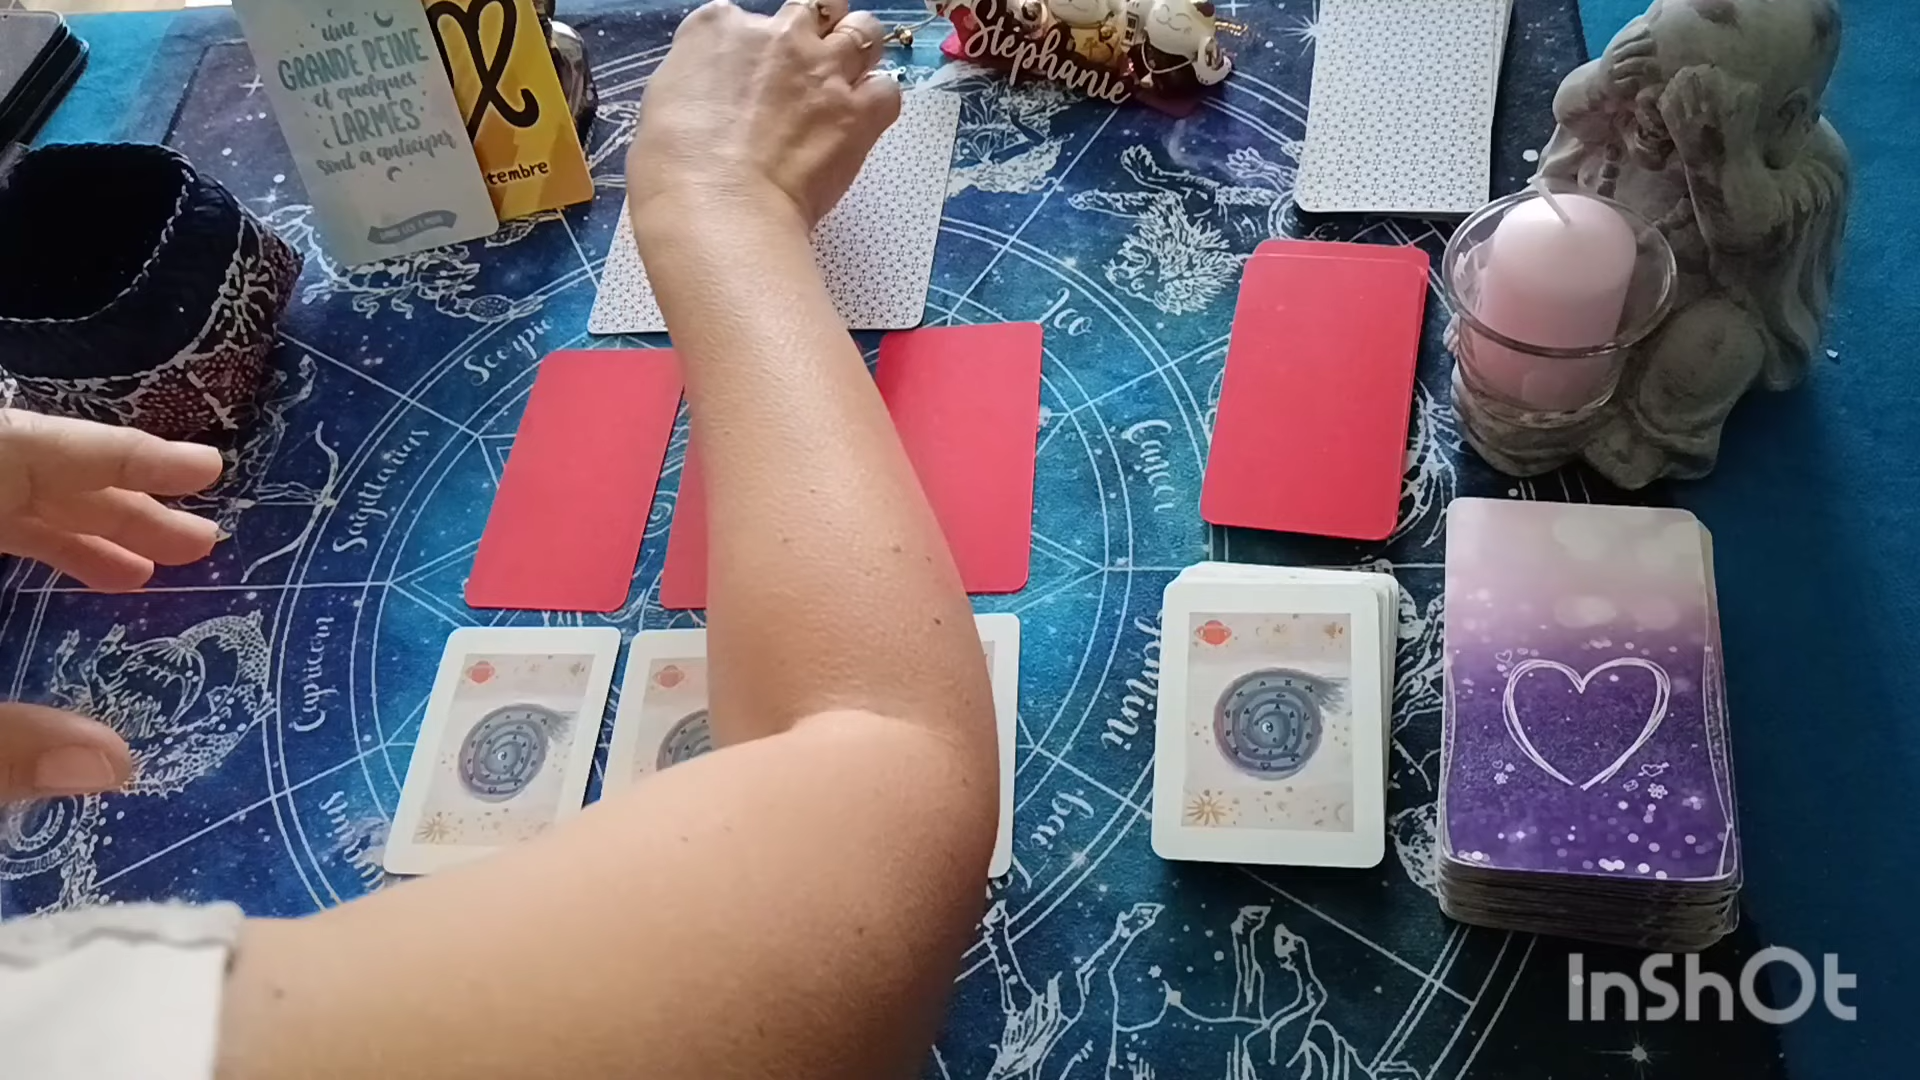 une
GRANDE PEINE
et quelques
LARMES
sont à anticiper
tembre
Stéphanie
Leo
Scorpio
Cancer
Sagittarius
Capricorn
Gemini
InShOt